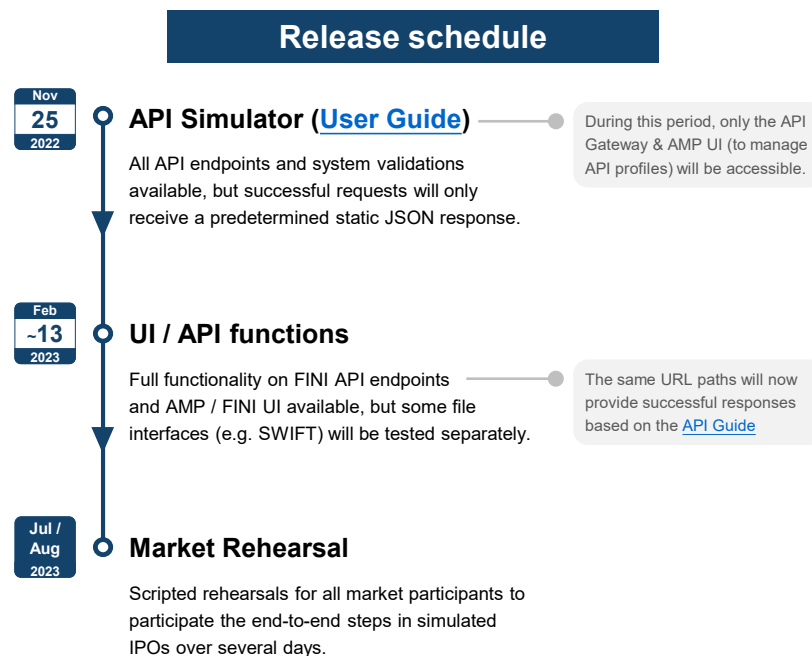 Release schedule
Nov
25
2022
API Simulator (User Guide)
All API endpoints and system validations
available, but successful requests will only
receive a predetermined static JSON response.
During this period, only the API
Gateway & AMP UI (to manage
API profiles) will be accessible.
Feb
~13
2023
UI / API functions
Full functionality on FINI API endpoints
and AMP / FINI UI available, but some file
interfaces (e.g. SWIFT) will be tested separately.
The same URL paths will now
provide successful responses
based on the API Guide
Jul /
Aug
2023
Market Rehearsal
Scripted rehearsals for all market participants to
participate the end-to-end steps in simulated
IPOs over several days.